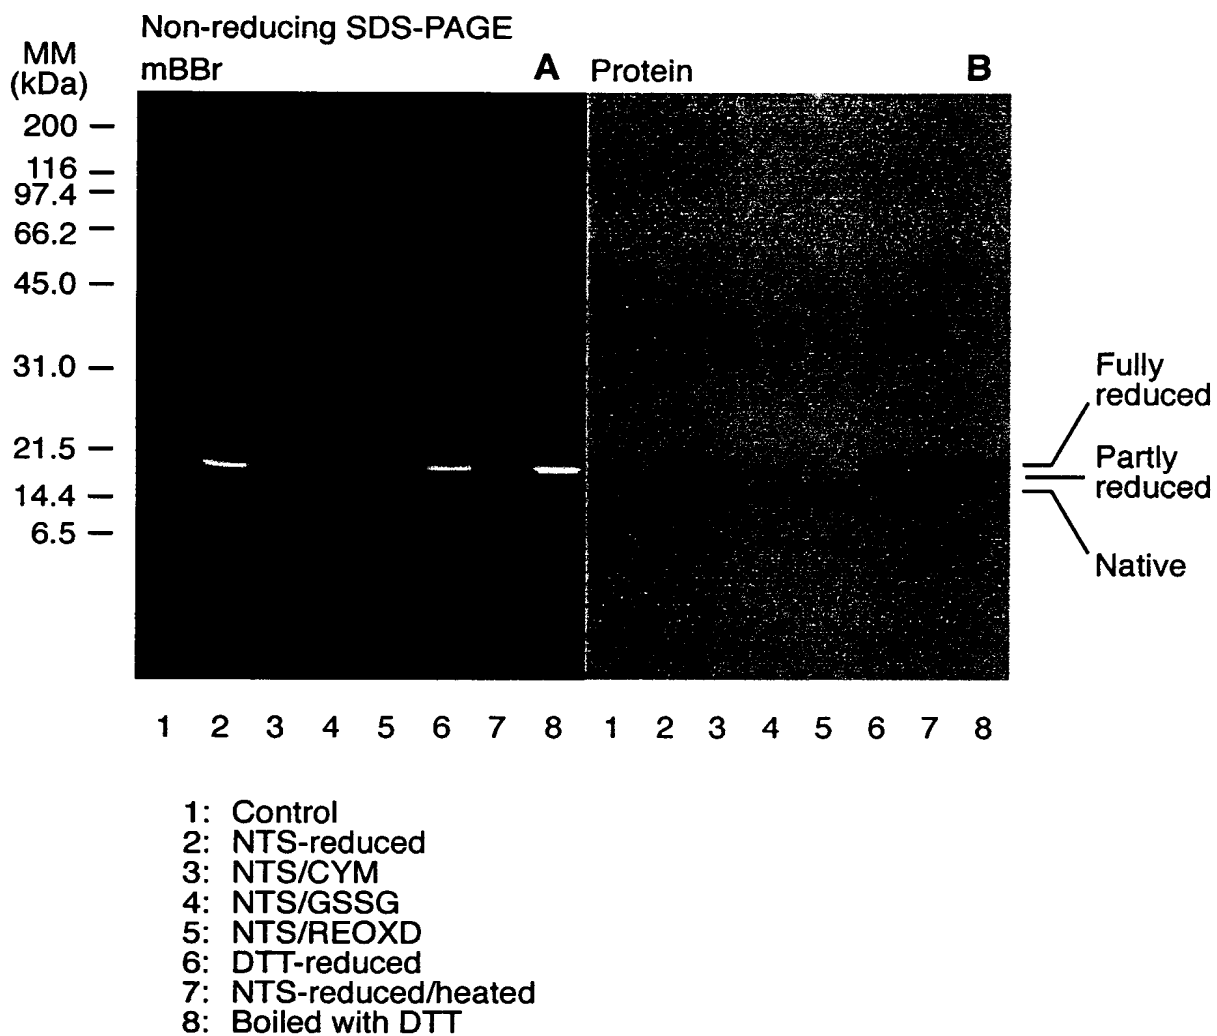 Non-reducing SDS-PAGE
MM
(kDa)
mBBr
A
Protein
B
200
116
97.4
66.2
45.0
31.0
21.5
14.4
6.5
Fully
reduced
Partly
reduced
Native
1 2 3 4 5 6 7 8 1 2 3 4 5 6 7 8
1: Control
2: NTS-reduced
3: NTS/CYM
4: NTS/GSSG
5: NTS/REOXD
6: DTT-reduced
7: NTS-reduced/heated
8: Boiled with DTT